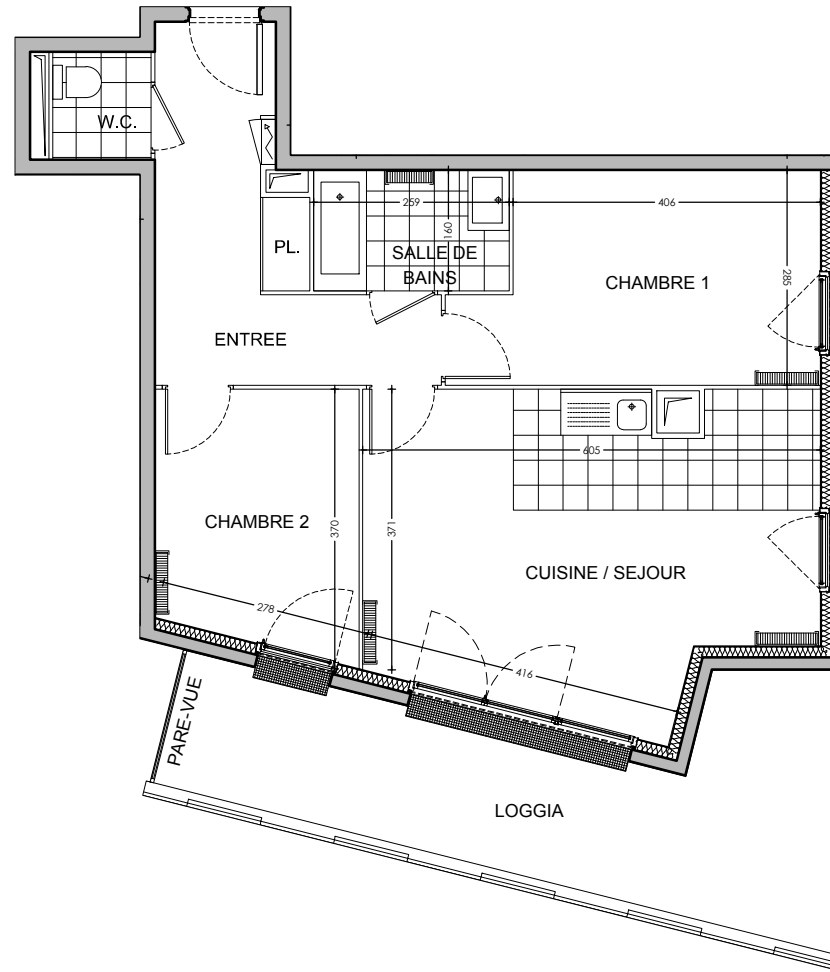 W.C.
259
406
160
PL.
SALLE DE
BAINS
CHAMBRE 1
285
ENTREE
605
CHAMBRE 2
370
371
CUISINE / SEJOUR
278
416
PARE-VUE
LOGGIA